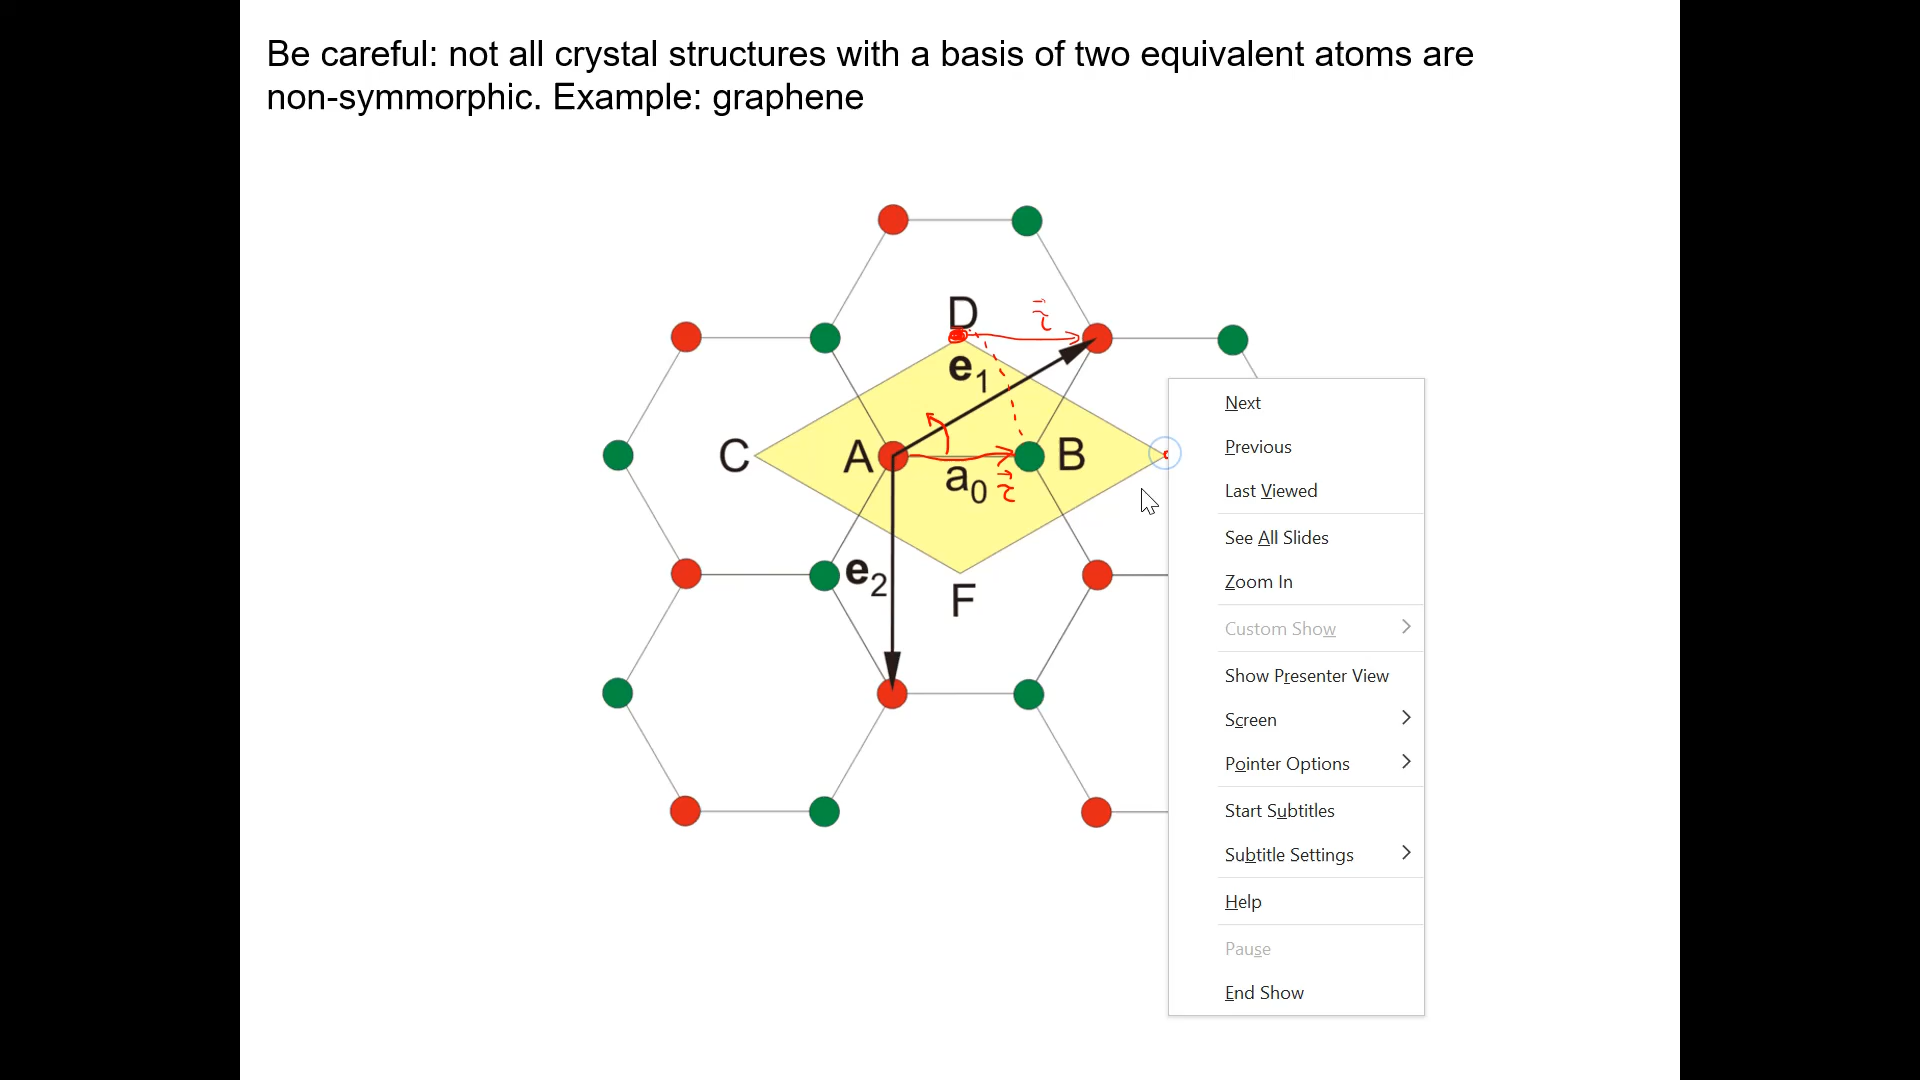 Be careful: not all crystal structures with a basis of two equivalent atoms are
non-symmorphic. Example: graphene
D
e1
C
A
B
a0
e2
F
Next
Previous
Last Viewed
See All Slides
Zoom In
Custom Show
Show Presenter View
Screen
Pointer Options
Start Subtitles
Subtitle Settings
Help
Pause
End Show